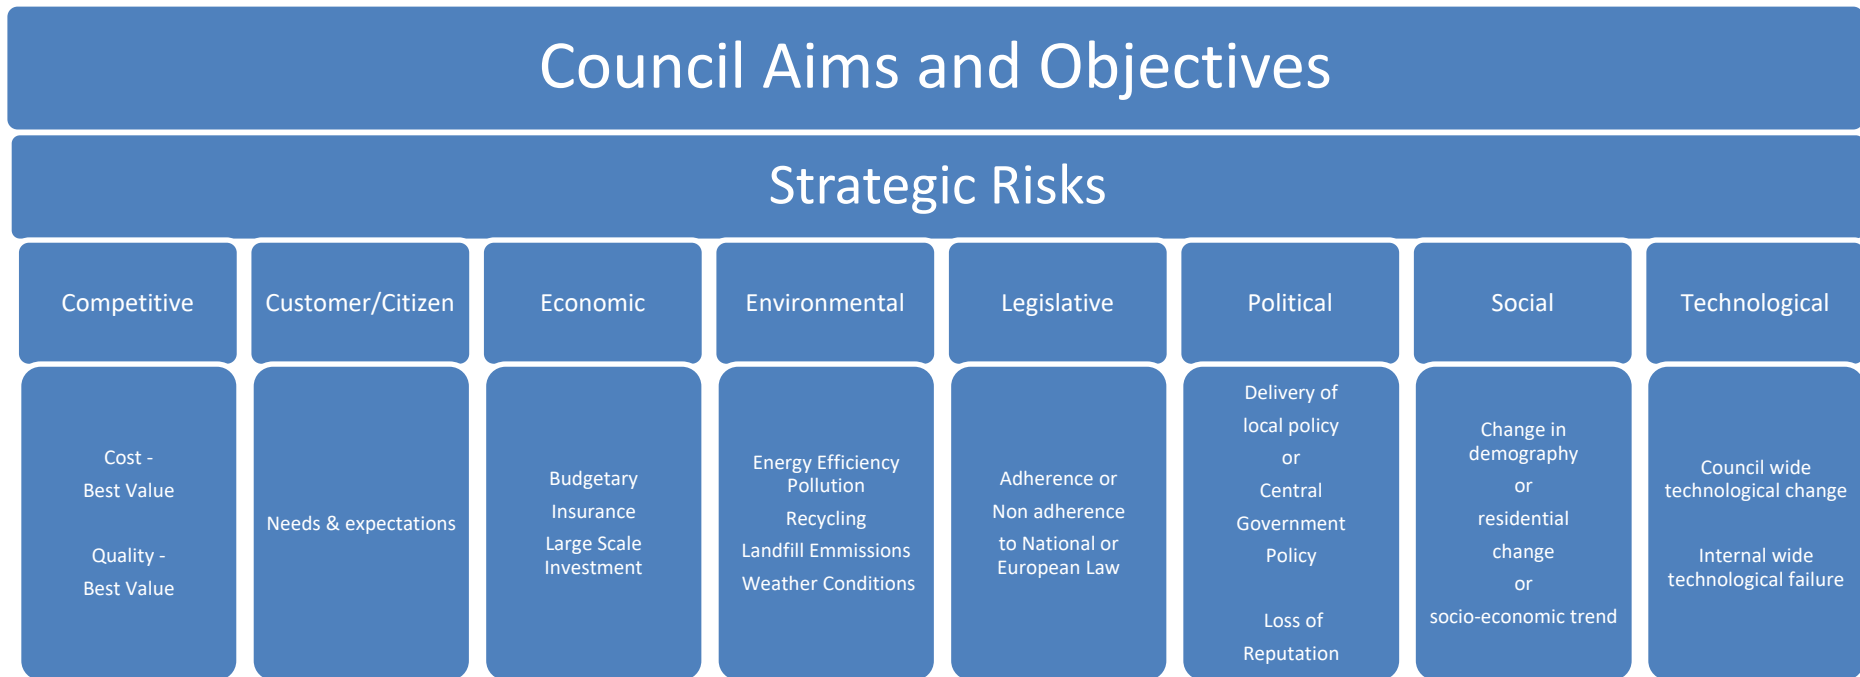 Council Aims and Objectives
Strategic Risks
Competitive
Customer/Citizen
Economic
Environmental
Legislative
Political
Social
Technological
Cost -
Best Value
Quality -
Best Value
Needs & expectations
Budgetary
Insurance
Large Scale
Investment
Energy Efficiency
Pollution
Recycling
Landfill Emmissions
Weather Conditions
Adherence or
Non adherence
to National or
European Law
Delivery of
local policy
or
Central
Government
Policy
Loss of
Reputation
Change in
demography
or
residential
change
or
socio-economic trend
Council wide
technological change
Internal wide
technological failure